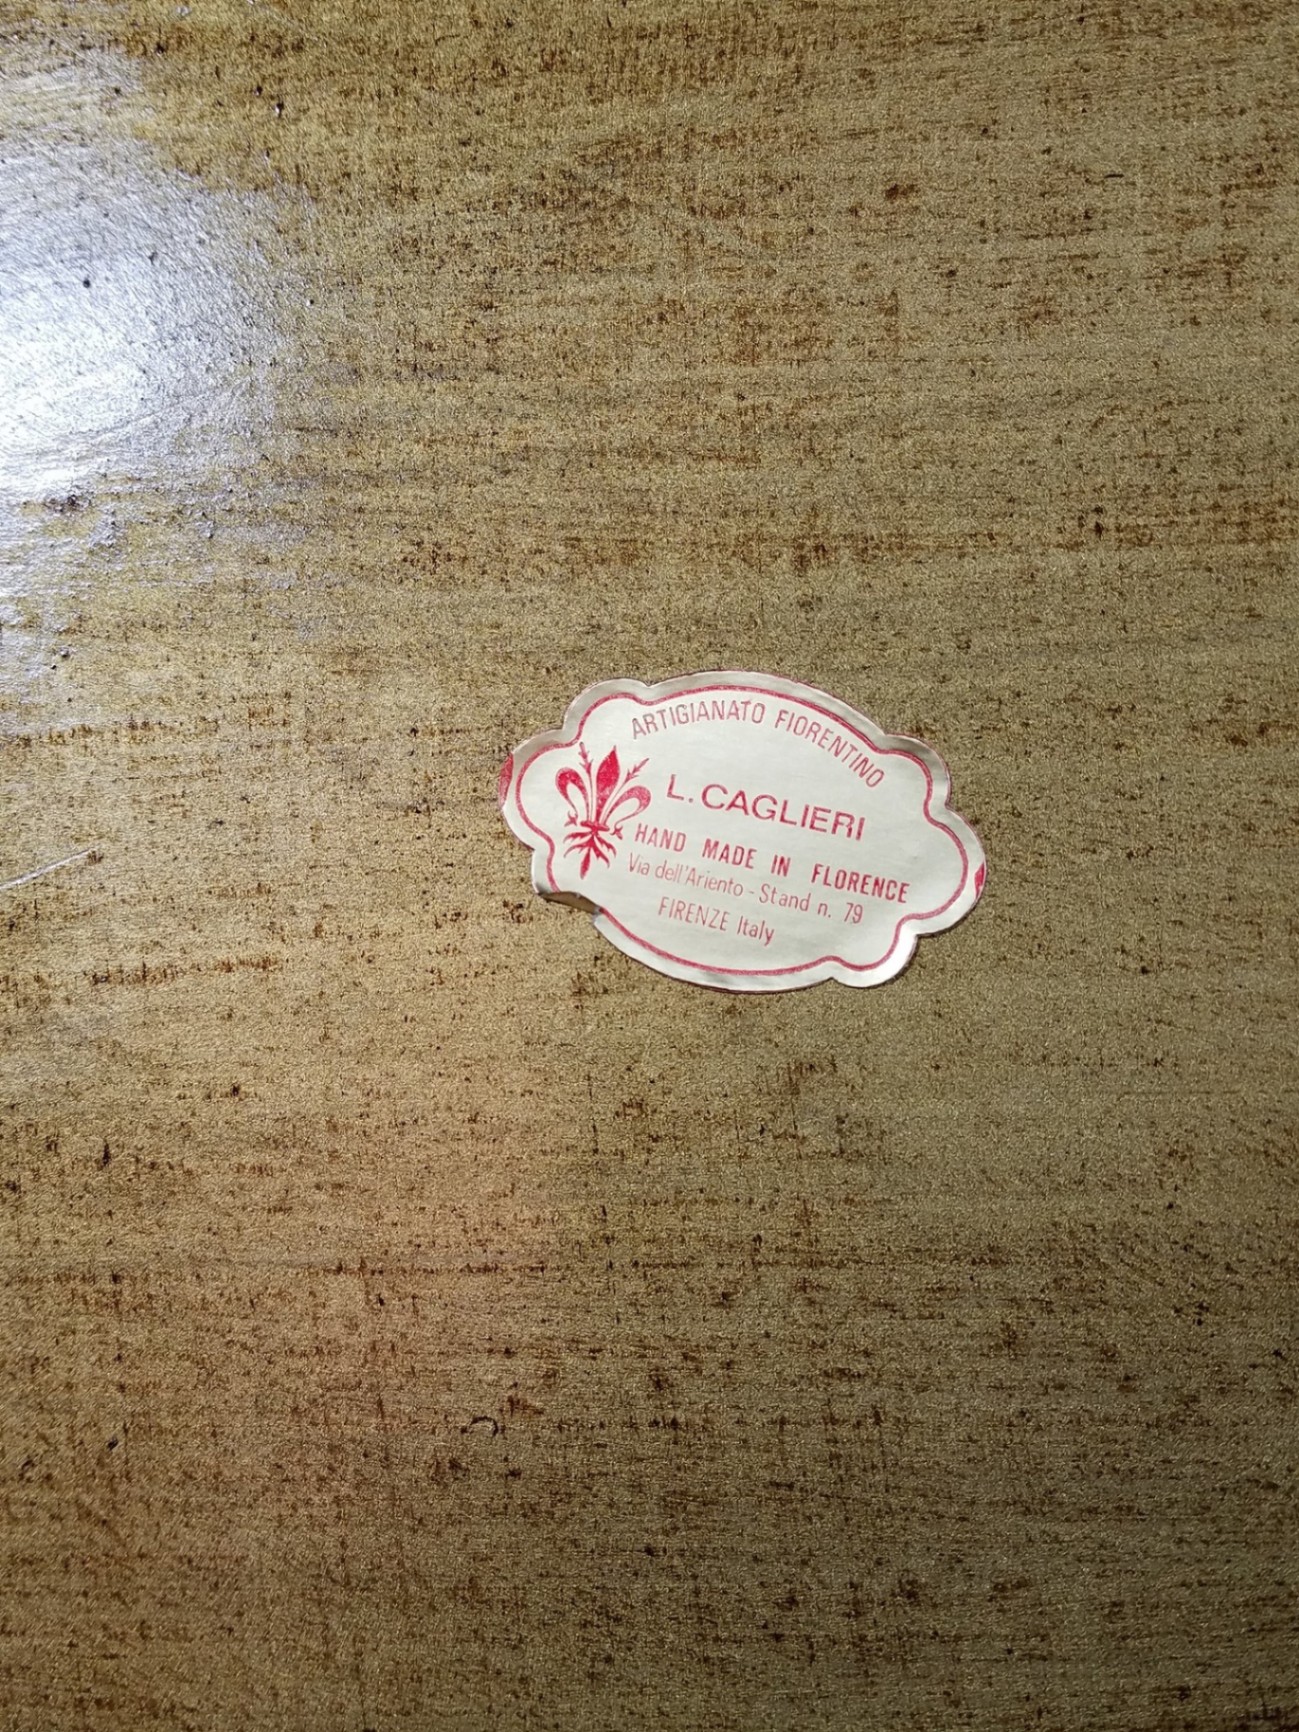 ARTIGIANATO FIORENTINO
L. CAGLIERI
HAND MADE IN FLORENCE
Via dell'Ariento - Stand n. 79
FIRENZE Italy